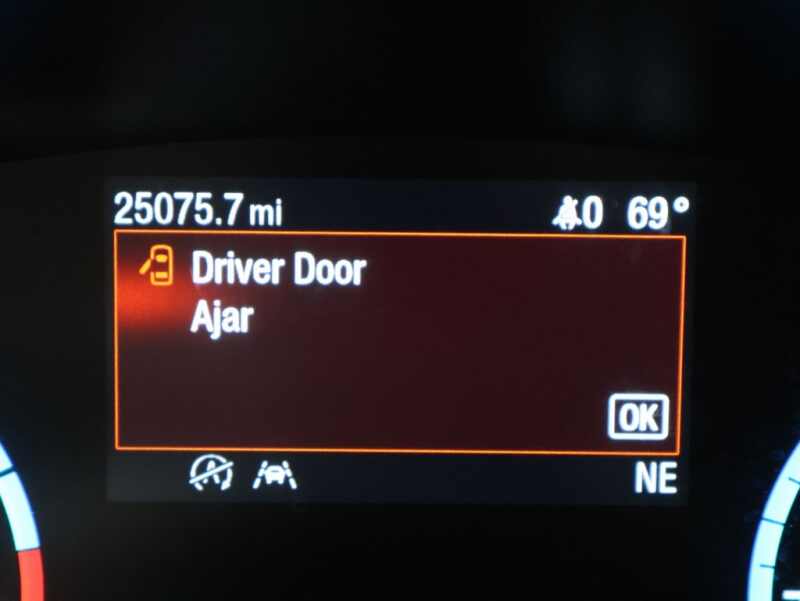 25075.7 mi 0 69°
Driver Door
Ajar
OK
A NE